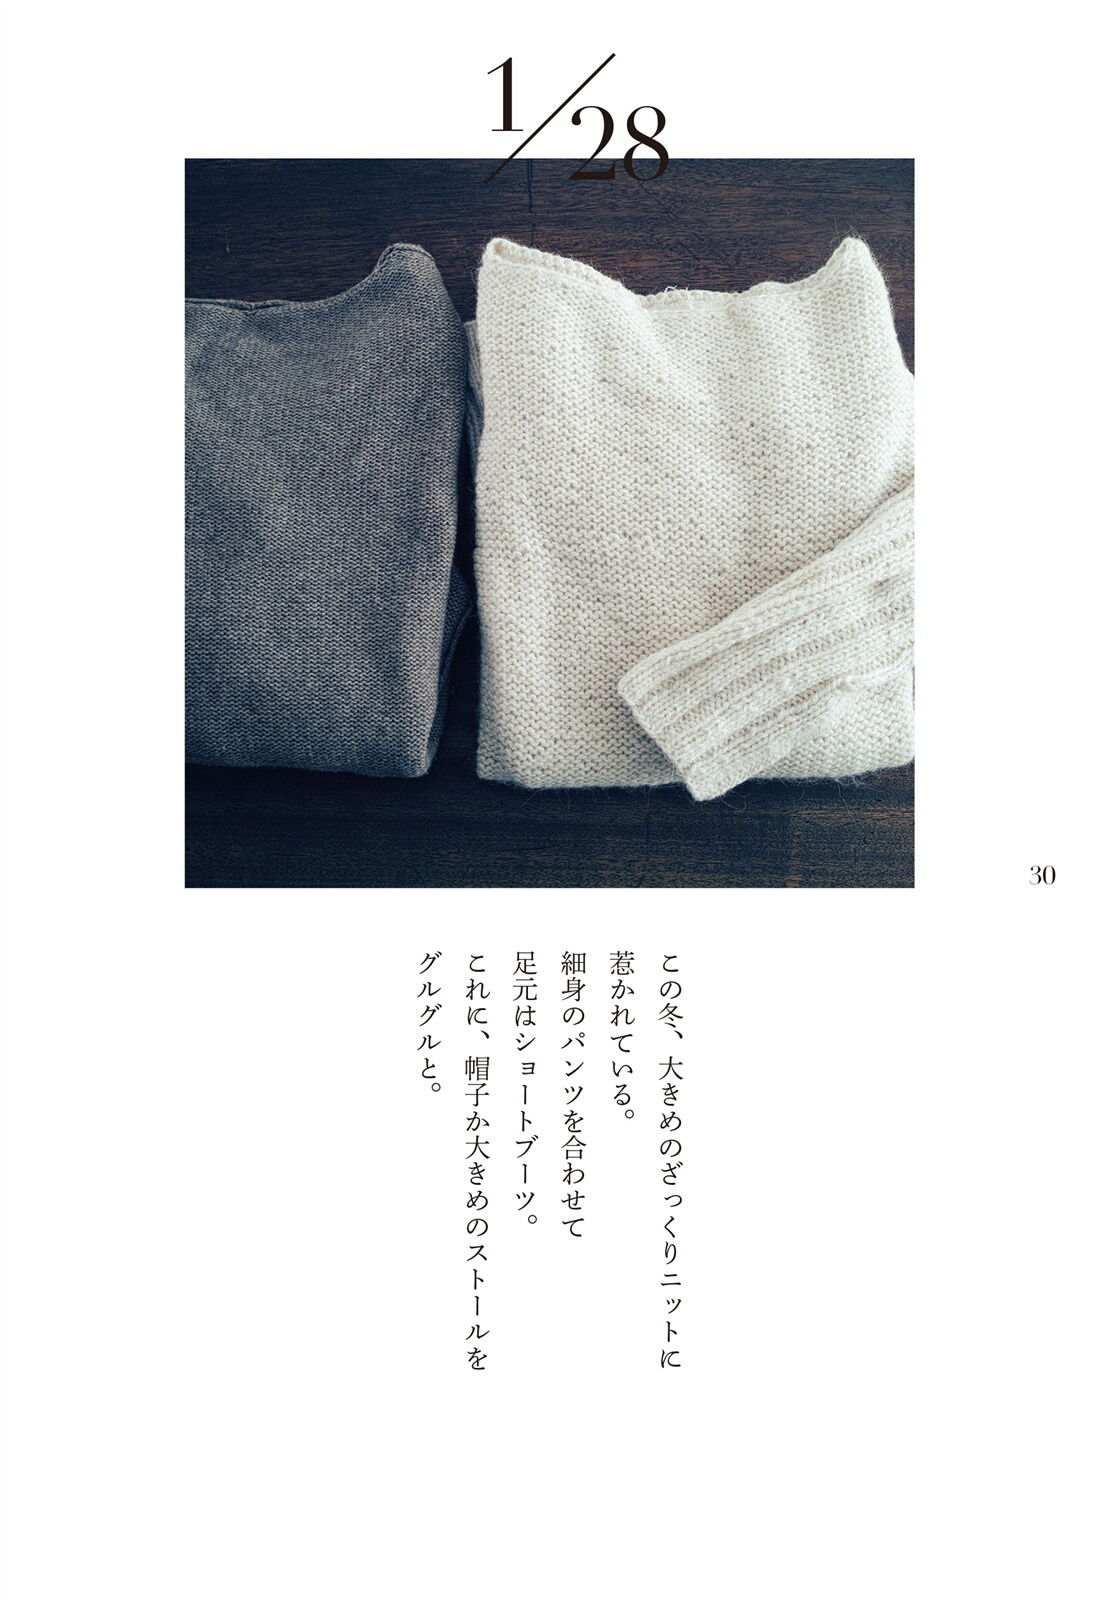 1/28
この冬、大きめのざっくりニットに
惹かれている。
細身のパンツを合わせて
足元はショートブーツ。
これに、帽子か大きめのストールを
グルグルと。
30